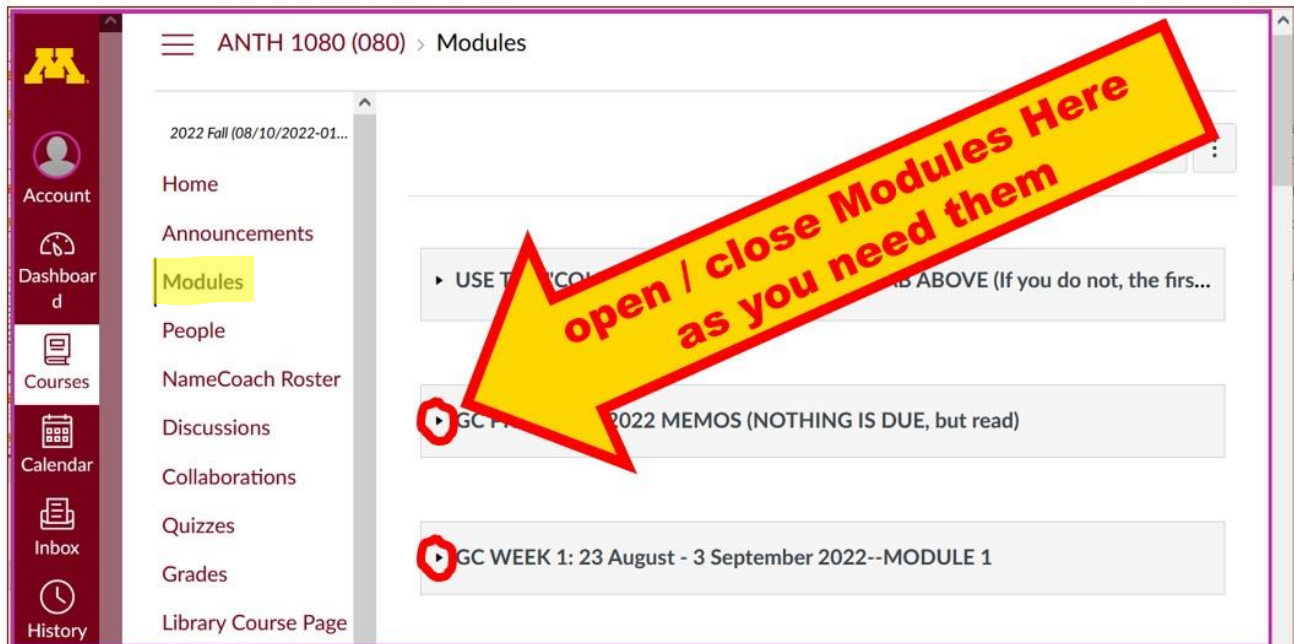 M
ANTH 1080 (080) > Modules
2022 Fall (08/10/2022-01...
Account
Dashboar
d
Courses
Calendar
Inbox
History
Home
Announcements
Modules
People
NameCoach Roster
Discussions
Collaborations
Quizzes
Grades
Library Course Page
open / close Modules Here
as you need them
USE ABOVE (If you do not, the firs...
GC 2022 MEMOS (NOTHING IS DUE, but read)
GC WEEK 1: 23 August - 3 September 2022--MODULE 1